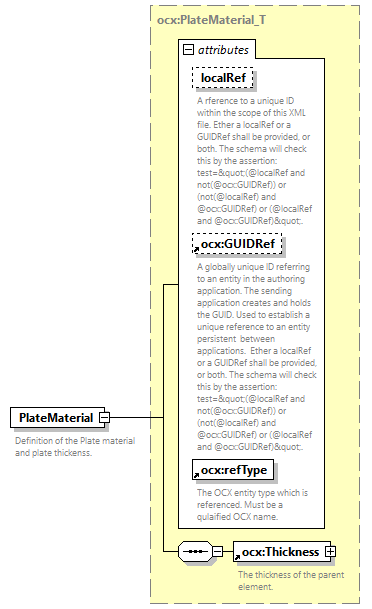 ocx:PlateMaterial_T
attributes
localRef
A rference to a unique ID
within the scope of this XML
file. Ether a localRef or a
GUIDRef shall be provided, or
both. The schema will check
this by the assertion:
test=&quot;(@localRef and
not(@ocx:GUIDRef)) or
(not(@localRef) and
@ocx:GUIDRef) or (@localRef
and @ocx:GUIDRef)&quot;.
ocx:GUIDRef
A globally unique ID referring
to an entity in the authoring
application. The sending
application creates and holds
the GUID. Used to establish a
unique reference to an entity
persistent  between
applications.  Ether a localRef
or a GUIDRef shall be provided,
or both. The schema will check
this by the assertion:
test=&quot;(@localRef and
not(@ocx:GUIDRef)) or
(not(@localRef) and
@ocx:GUIDRef) or (@localRef
and @ocx:GUIDRef)&quot;.
PlateMaterial
Definition of the Plate material
and plate thickenss.
ocx:refType
The OCX entity type which is
referenced. Must be a
qulaified OCX name.
ocx:Thickness
The thickness of the parent
element.